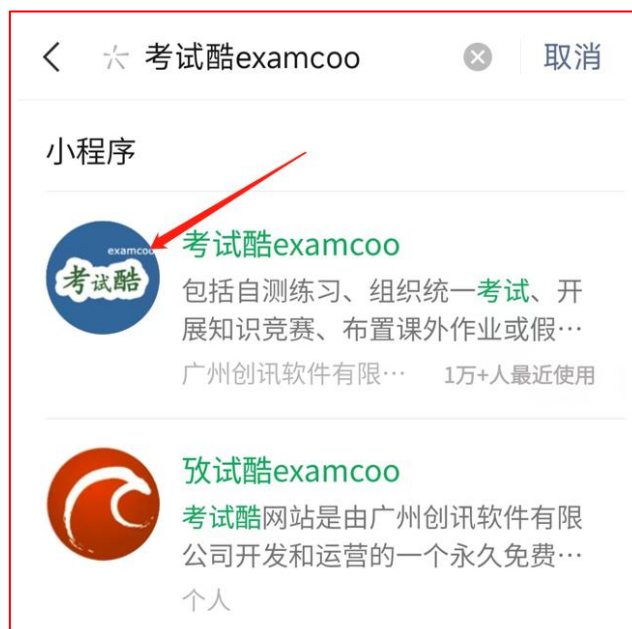 考试酷examcoo
取消
小程序
examcoo
考试酷
考试酷examcoo
包括自测练习、组织统一考试、开
展知识竞赛、布置课外作业或假…
广州创讯软件有限…
1万+人最近使用
攷试酷examcoo
考试酷网站是由广州创讯软件有限
公司开发和运营的一个永久免费…
个人